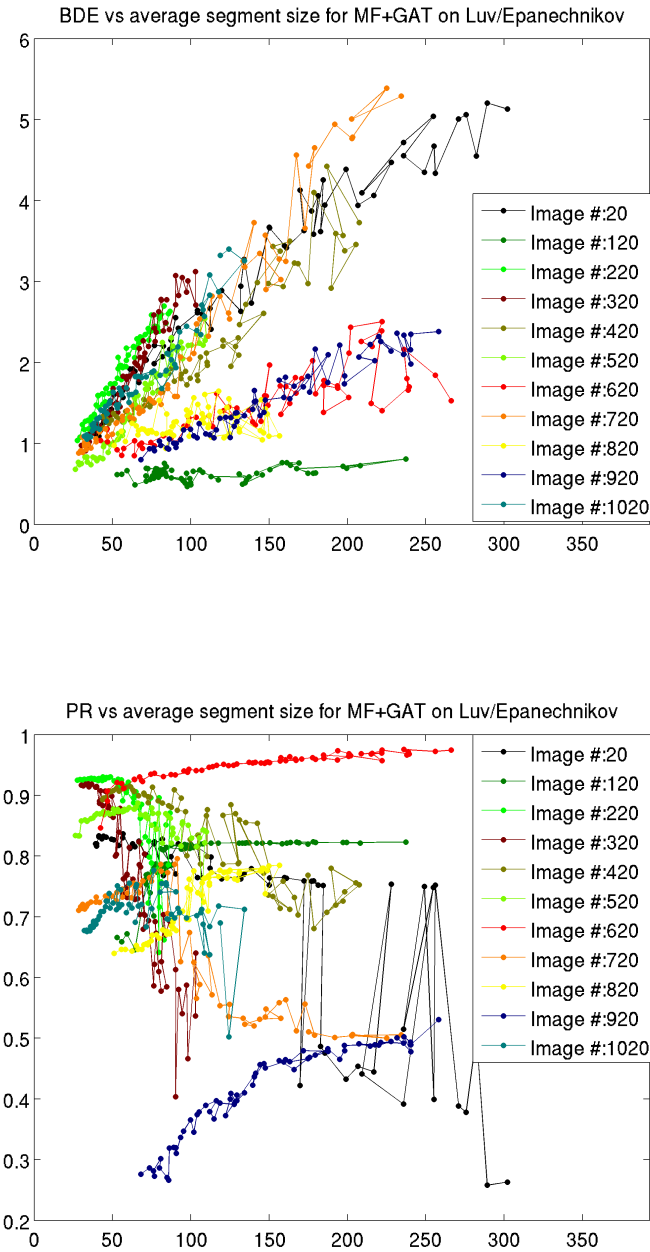 BDE vs average segment size for MF+GAT on Luv/Epanechnikov
6
5
4
3
2
1
0
0 50 100 150 200 250 300 350
Image #:20
Image #:120
Image #:220
Image #:320
Image #:420
Image #:520
Image #:620
Image #:720
Image #:820
Image #:920
Image #:1020
PR vs average segment size for MF+GAT on Luv/Epanechnikov
1
0.9
0.8
0.7
0.6
0.5
0.4
0.3
0.2
0 50 100 150 200 250 300 350
Image #:20
Image #:120
Image #:220
Image #:320
Image #:420
Image #:520
Image #:620
Image #:720
Image #:820
Image #:920
Image #:1020